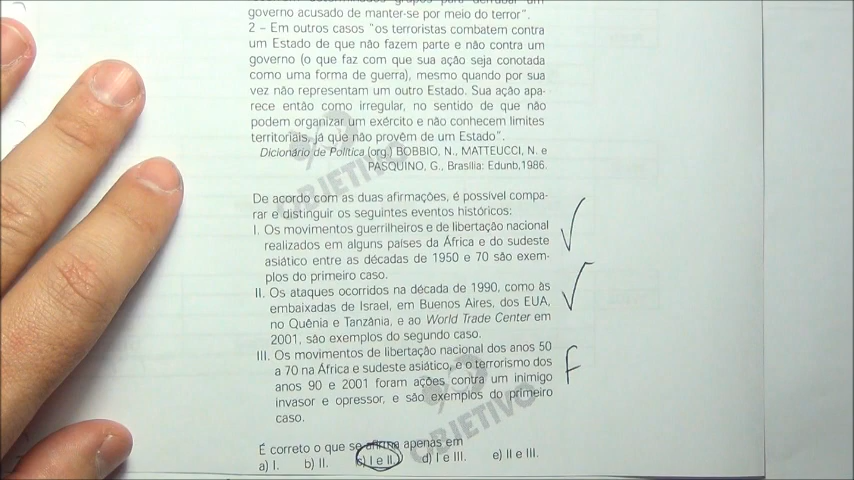 governo acusado de manter-se por meio do terror".
2 – Em outros casos "os terroristas combatem contra
um Estado de que não fazem parte e não contra um
governo (o que faz com que sua ação seja conotada
como uma forma de guerra), mesmo quando por sua
vez não representam um outro Estado. Sua ação apa-
rece então como irregular, no sentido de que não
podem organizar um exército e não conhecem limites
territoriais, já que não provêm de um Estado".
Dicionário de Política (org.) BOBBIO, N., MATTEUCCI, N. e
PASQUINO, G., Brasília: Edunb,1986.
De acordo com as duas afirmações, é possível compa-
rar e distinguir os seguintes eventos históricos:
I. Os movimentos guerrilheiros e de libertação nacional
realizados em alguns países da África e do sudeste
asiático entre as décadas de 1950 e 70 são exem-
plos do primeiro caso.
II. Os ataques ocorridos na década de 1990, como às
embaixadas de Israel, em Buenos Aires, dos EUA,
no Quênia e Tanzânia, e ao World Trade Center em
2001, são exemplos do segundo caso.
III. Os movimentos de libertação nacional dos anos 50
a 70 na África e sudeste asiático, e o terrorismo dos
anos 90 e 2001 foram ações contra um inimigo
invasor e opressor, e são exemplos do primeiro
caso.
F
É correto o que se afirma apenas em
a) I. b) II. c) I e II. d) I e III. e) II e III.
OBJETIVO
OBJETIVO